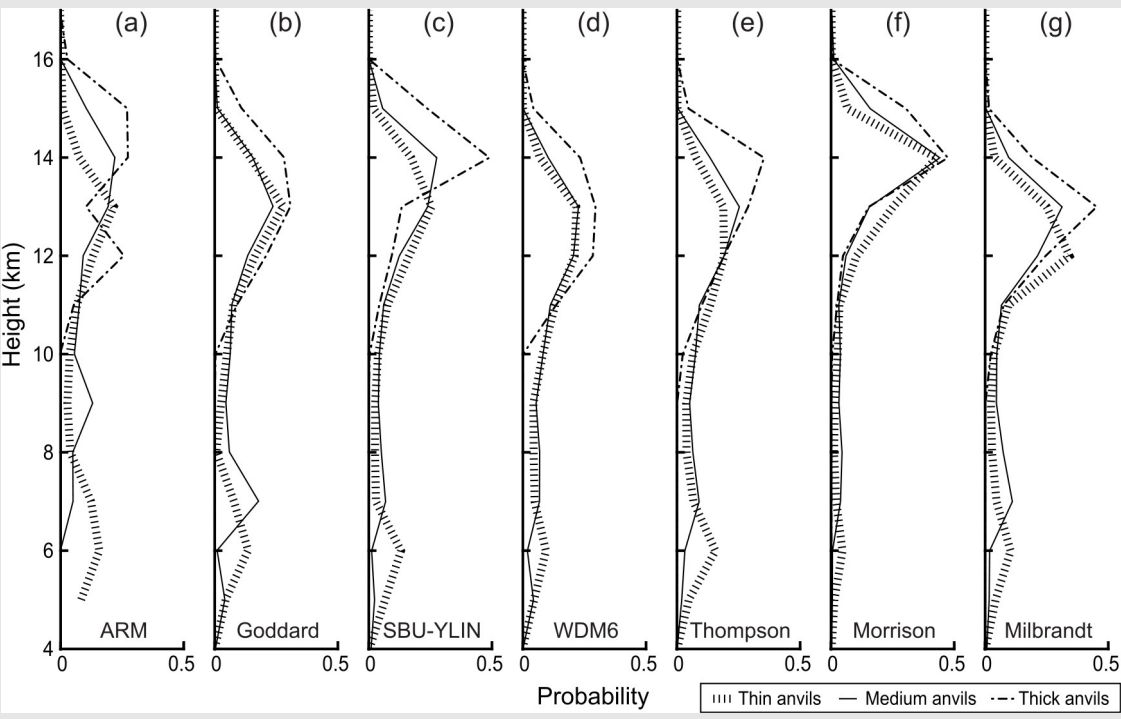 (a) (b) (c) (d) (e) (f) (g)
16
14
12
10
8
6
4
Height (km)
ARM Goddard SBU-YLIN WDM6 Thompson Morrison Milbrandt
0 0.5 0 0.5 0 0.5 0 0.5 0 0.5 0 0.5 0 0.5
Probability
Thin anvils Medium anvils Thick anvils